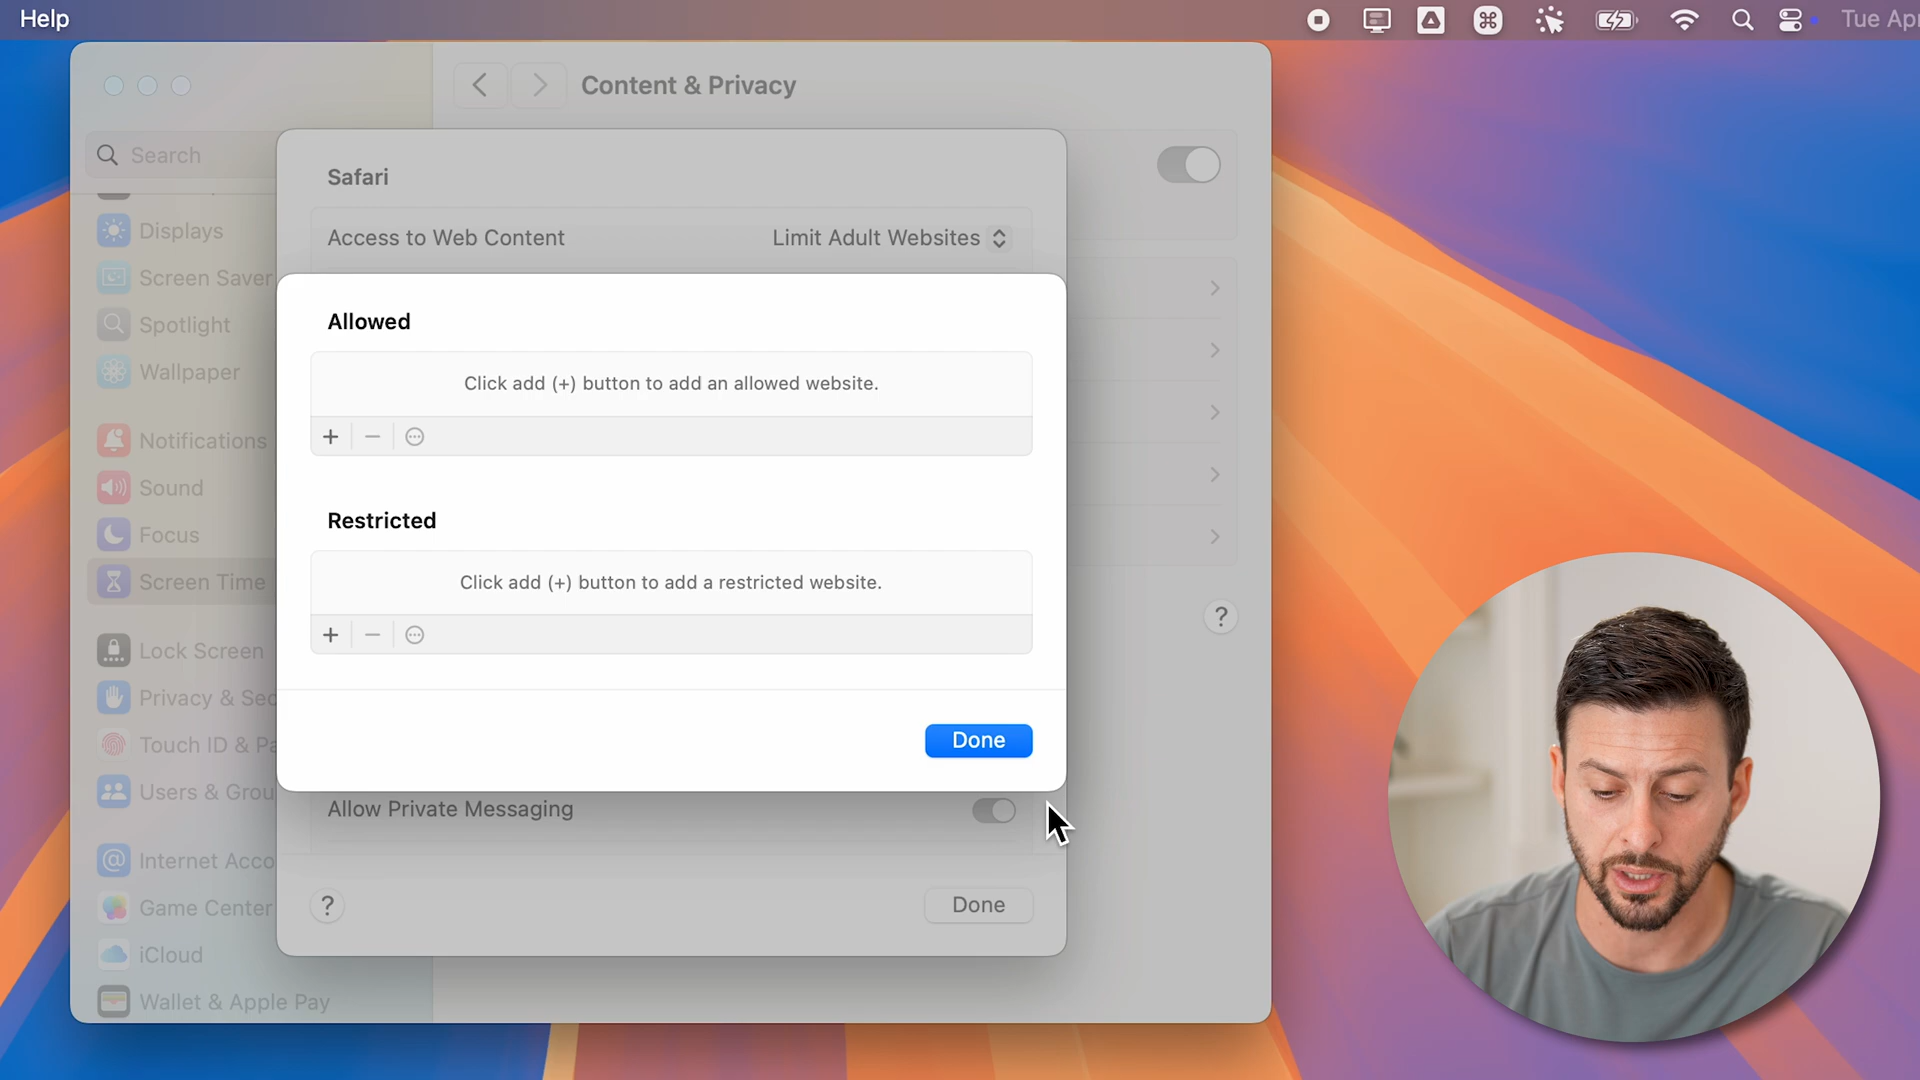 Help
Tue Apr
Content & Privacy
Search
Safari
Access to Web Content
Limit Adult Websites
Displays
Screen Saver
Spotlight
Wallpaper
Notifications
Sound
Focus
Screen Time
Lock Screen
Privacy & Sec
Touch ID & Pa
Users & Grou
Internet Acco
Game Center
iCloud
Wallet & Apple Pay
Allowed
Click add (+) button to add an allowed website.
Restricted
Click add (+) button to add a restricted website.
Done
Allow Private Messaging
?
Done
?